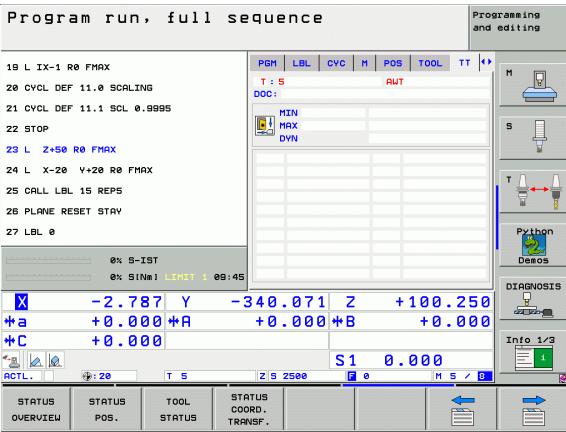 Program run, full sequence
Programming
and editing
19 L IX-1 R0 FMAX
20 CYCL DEF 11.0 SCALING
21 CYCL DEF 11.1 SCL 0.9995
22 STOP
23 L Z+50 R0 FMAX
24 L X-20 Y+20 R0 FMAX
25 CALL LBL 15 REP5
26 PLANE RESET STAY
27 LBL 0
PGM LBL CYC M POS TOOL TT
T : 5 AWT
DOC:
MIN
MAX
DYN
0% S-IST
0% S[Nm] LIMIT 1 09:45
X -2.787 Y -340.071 Z +100.250
a +0.000 A +0.000 B +0.000
C +0.000
S1 0.000
ACTL. : 20 T 5 Z S 2500 F 0 M 5 / 8
M
S
T
Python
Demos
DIAGNOSIS
Info 1/3
STATUS
OVERVIEW
STATUS
POS.
TOOL
STATUS
STATUS
COORD.
TRANSF.